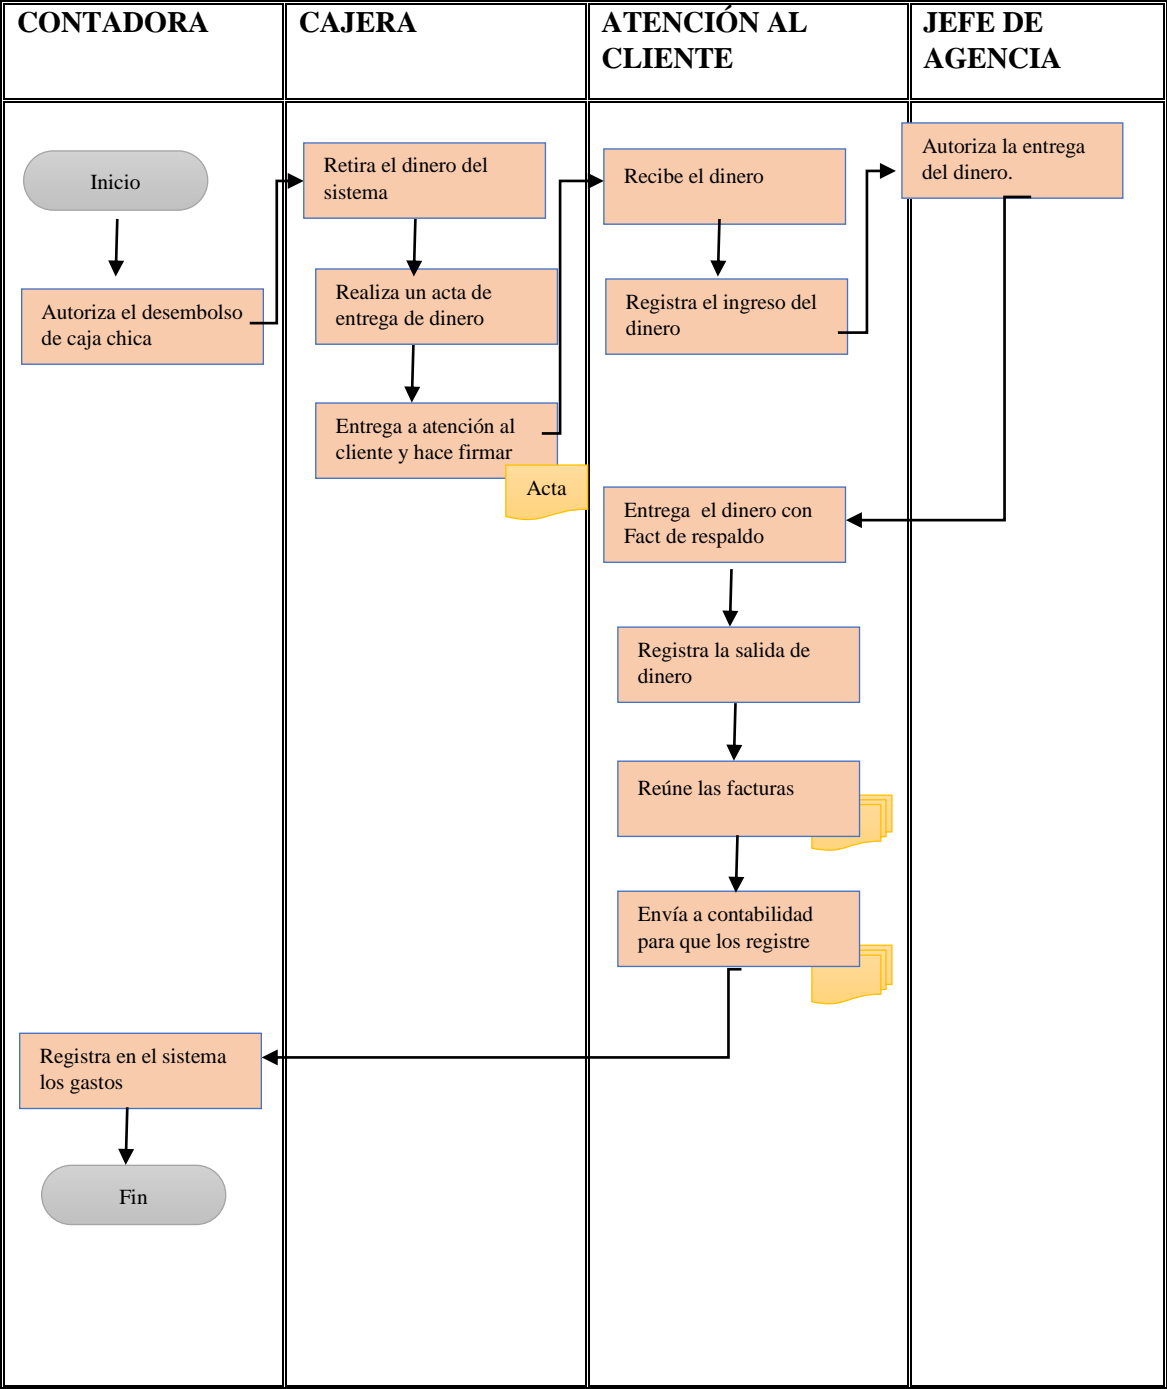 CONTADORA
CAJERA
ATENCIÓN AL
CLIENTE
JEFE DE
AGENCIA
Inicio
Autoriza el desembolso
de caja chica
Retira el dinero del
sistema
Realiza un acta de
entrega de dinero
Entrega a atención al
cliente y hace firmar
Acta
Recibe el dinero
Registra el ingreso del
dinero
Autoriza la entrega
del dinero.
Entrega  el dinero con
Fact de respaldo
Registra la salida de
dinero
Reúne las facturas
Envía a contabilidad
para que los registre
Registra en el sistema
los gastos
Fin